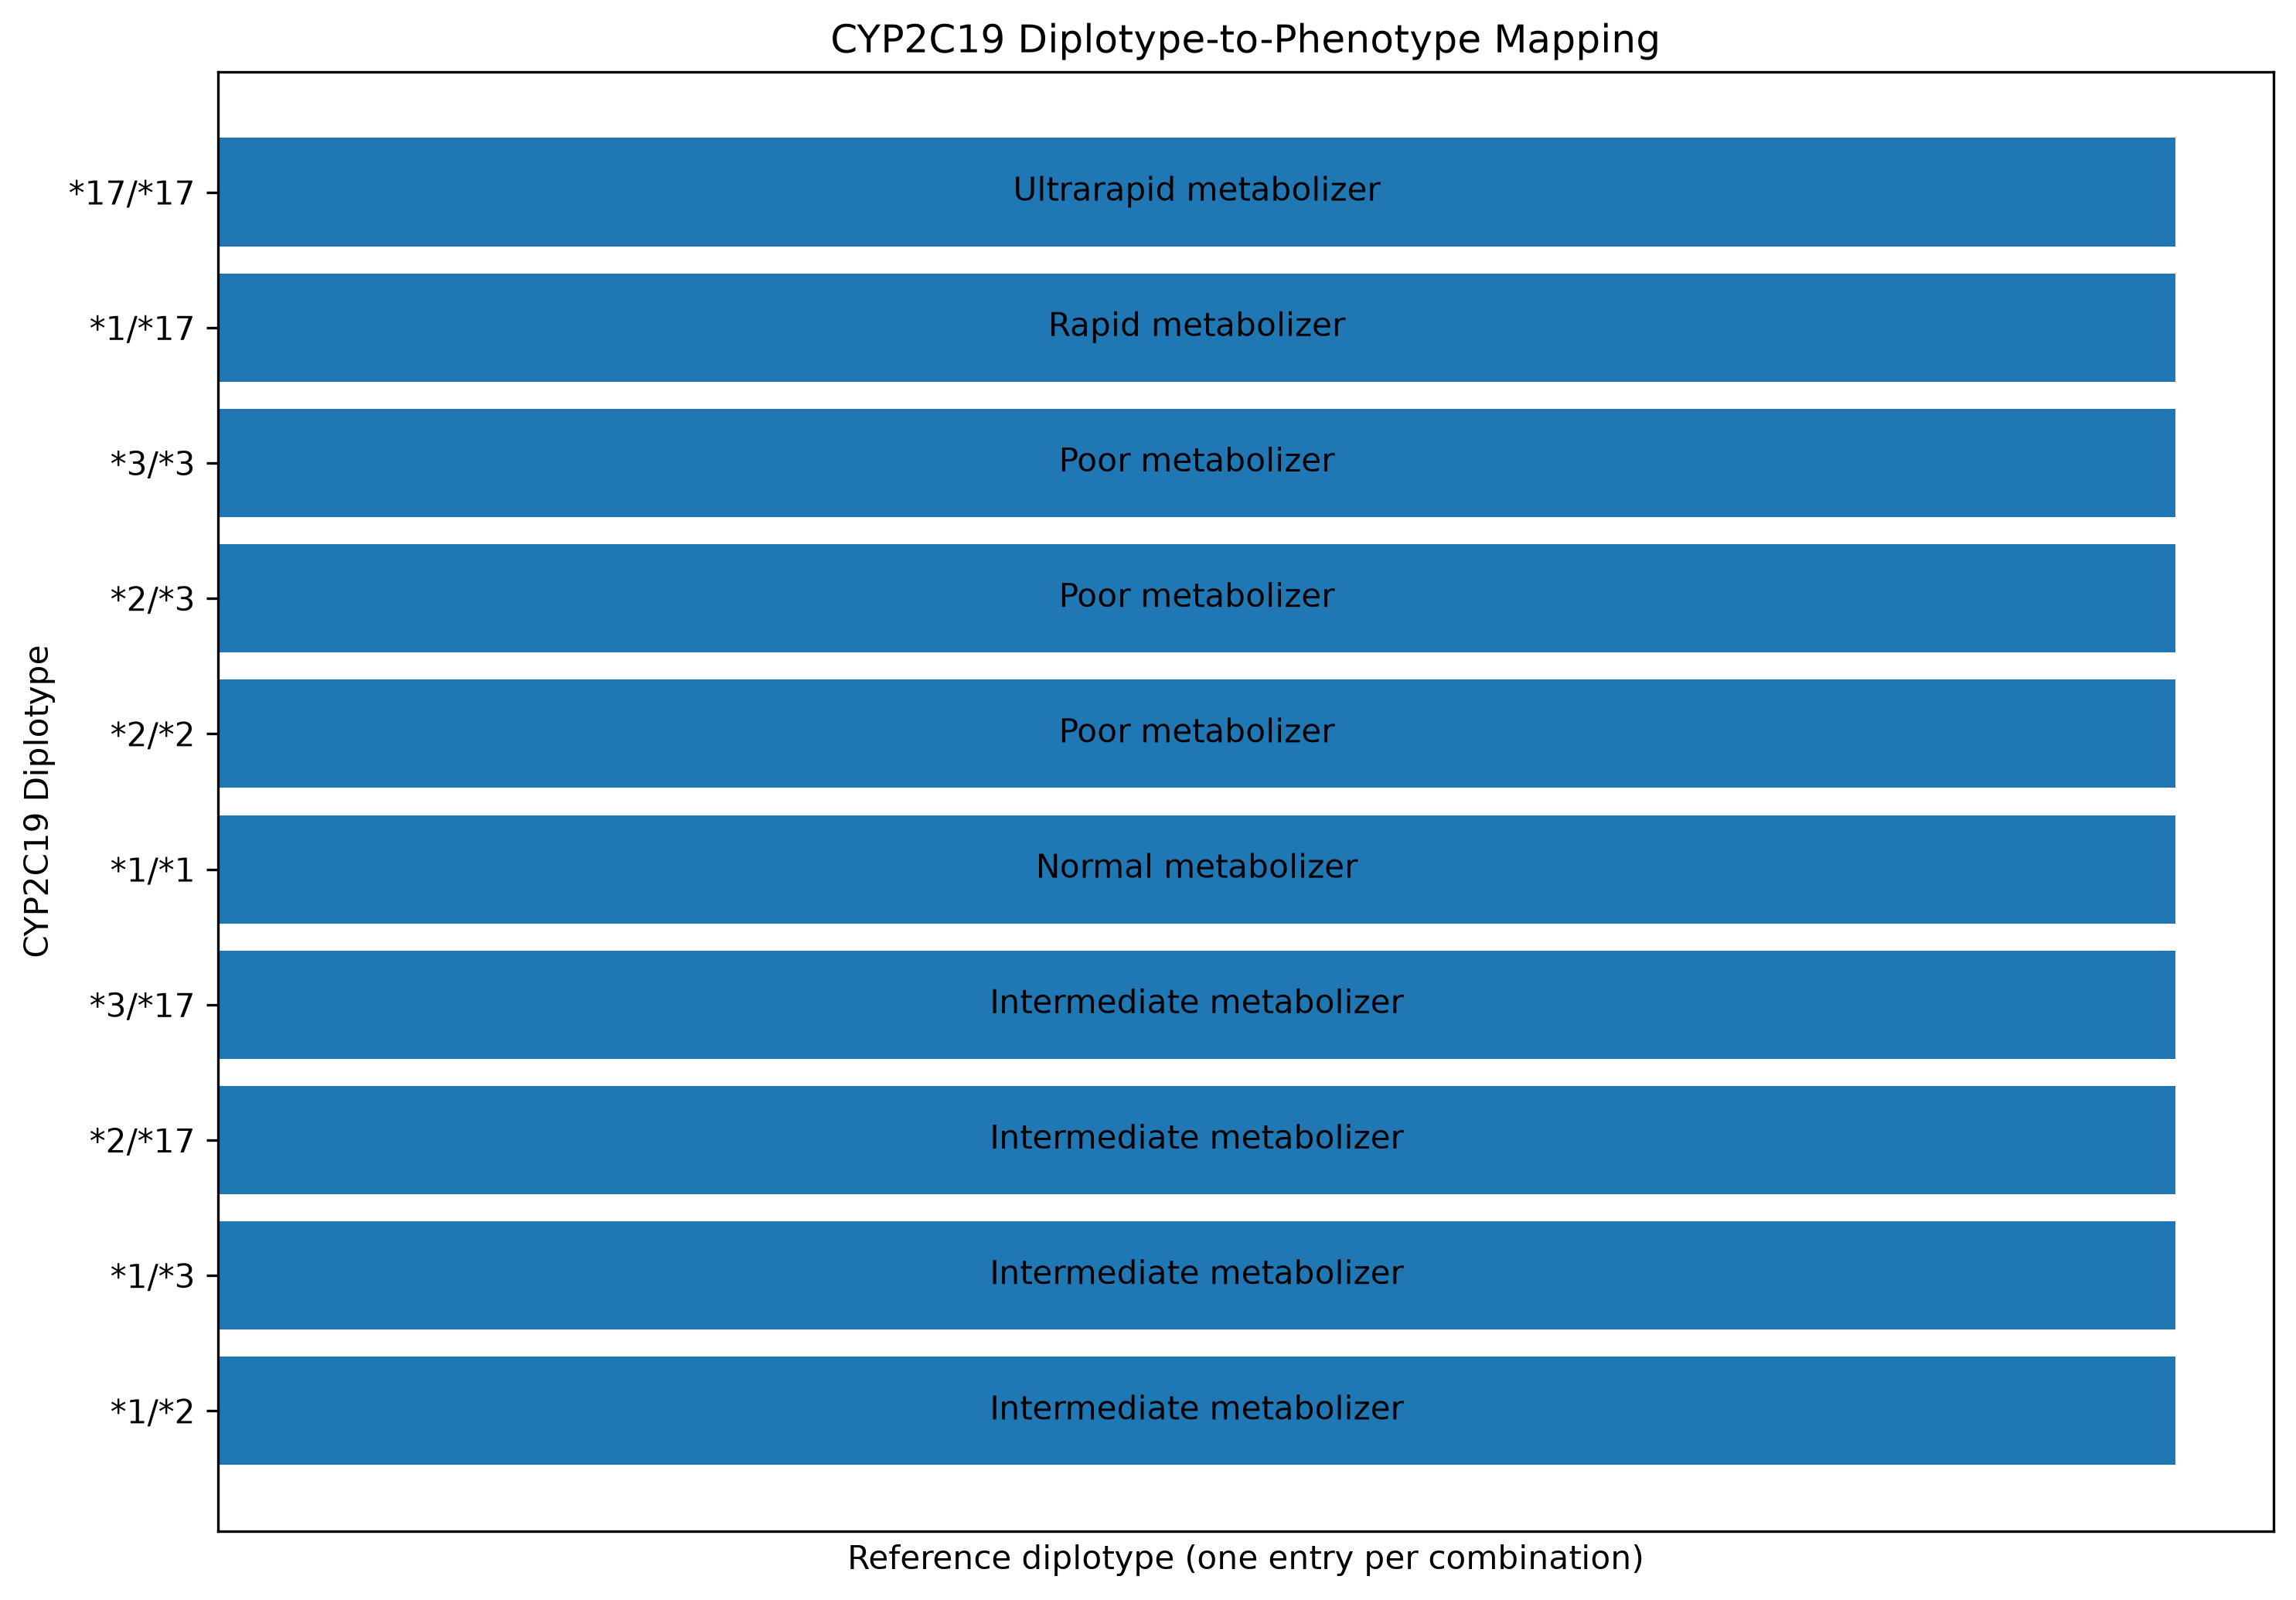 CYP2C19 Diplotype-to-Phenotype Mapping
CYP2C19 Diplotype
*17/*17 Ultrarapid metabolizer
*1/*17 Rapid metabolizer
*3/*3 Poor metabolizer
*2/*3 Poor metabolizer
*2/*2 Poor metabolizer
*1/*1 Normal metabolizer
*3/*17 Intermediate metabolizer
*2/*17 Intermediate metabolizer
*1/*3 Intermediate metabolizer
*1/*2 Intermediate metabolizer
Reference diplotype (one entry per combination)